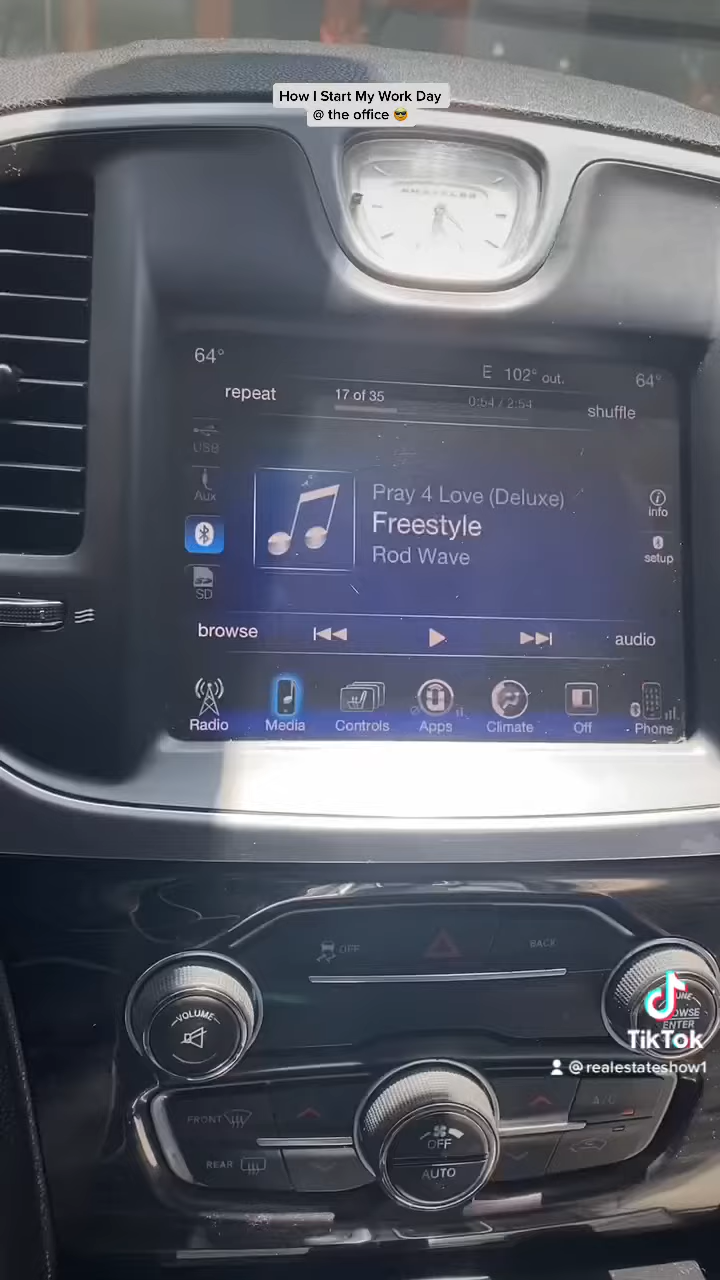 How I Start My Work Day
@ the office 😎
CHRYSLER
64°
E 102° out.
64°
repeat
17 of 35
0:54 / 2:54
shuffle
USB
Aux
SD
Pray 4 Love (Deluxe)
Freestyle
Rod Wave
info
setup
browse
audio
Radio
Media
Controls
Apps
Climate
Off
Phone
OFF
BACK
VOLUME
TUNE
BROWSE
ENTER
TikTok
@realestateshow1
FRONT
REAR
OFF
AUTO
A/C